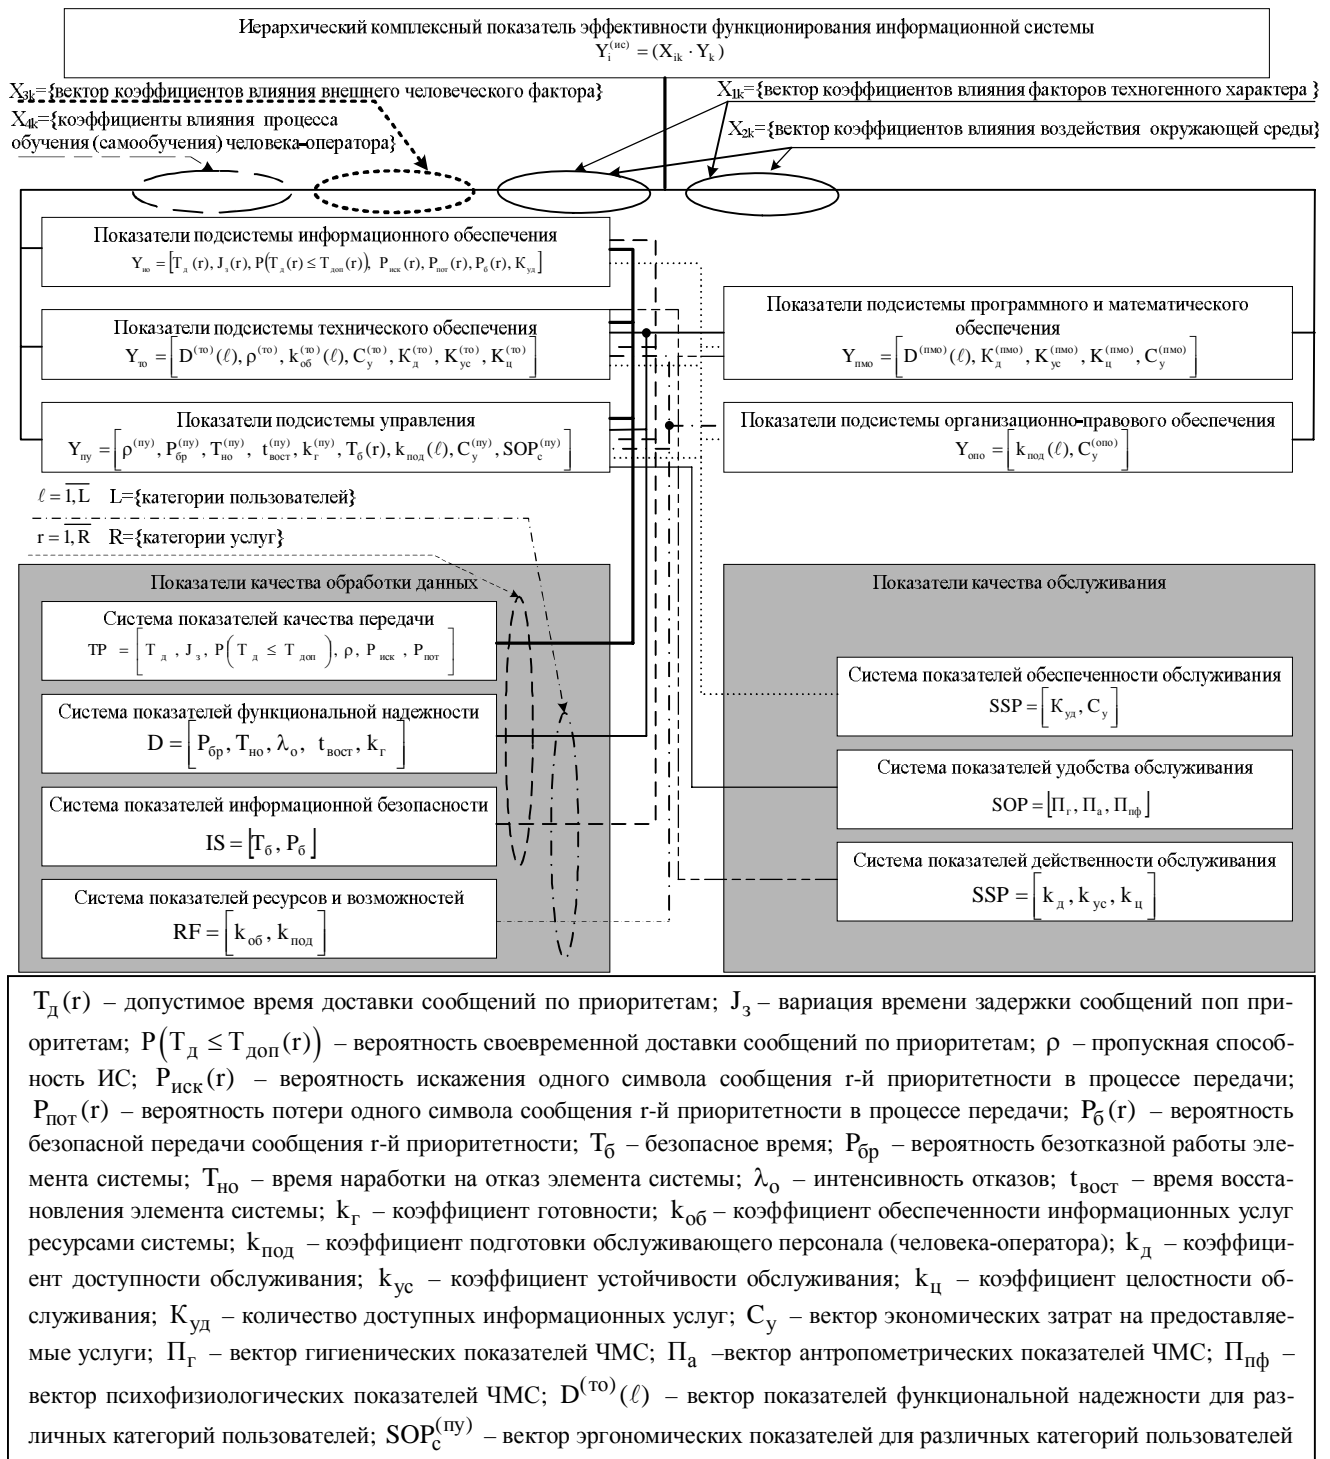 Иерархический комплексный показатель эффективности функционирования информационной системы
Y_i^(ис) = (X_ik · Y_k)
X_3k={вектор коэффициентов влияния внешнего человеческого фактора}
X_4k={коэффициенты влияния процесса
обучения (самообучения) человека-оператора}
X_1k={вектор коэффициентов влияния факторов техногенного характера }
X_2k={вектор коэффициентов влияния воздействия окружающей среды}
Показатели подсистемы информационного обеспечения
Y_ио = [T_д (r), J_з (r), P(T_д (r) ≤ T_доп (r)), P_иск (r), P_пот (r), P_б (r), K_уд]
Показатели подсистемы технического обеспечения
Y_то = [D^(то) (ℓ), ρ^(то), k_об^(то) (ℓ), C_у^(то), K_д^(то), K_ус^(то), K_ц^(то)]
Показатели подсистемы управления
Y_пу = [ρ^(пу), P_бр^(пу), T_но^(пу), t_вост^(пу), k_г^(пу), T_б (r), k_под (ℓ), C_у^(пу), SOP_с^(пу)]
Показатели подсистемы программного и математического
обеспечения
Y_пмо = [D^(пмо) (ℓ), K_д^(пмо), K_ус^(пмо), K_ц^(пмо), C_у^(пмо)]
Показатели подсистемы организационно-правового обеспечения
Y_опо = [k_под (ℓ), C_у^(опо)]
ℓ = 1, L L={категории пользователей}
r = 1, R R={категории услуг}
Показатели качества обработки данных
Система показателей качества передачи
TP = [T_д , J_з , P(T_д ≤ T_доп), ρ, P_иск , P_пот]
Система показателей функциональной надежности
D = [P_бр, T_но, λ_о, t_вост, k_г]
Система показателей информационной безопасности
IS = [T_б, P_б]
Система показателей ресурсов и возможностей
RF = [k_об, k_под]
Показатели качества обслуживания
Система показателей обеспеченности обслуживания
SSP = [K_уд, C_у]
Система показателей удобства обслуживания
SOP = [П_г, П_а, П_пф]
Система показателей действенности обслуживания
SSP = [k_д, k_ус, k_ц]
T_д (r) – допустимое время доставки сообщений по приоритетам; J_з – вариация времени задержки сообщений поп при-
оритетам; P(T_д ≤ T_доп (r)) – вероятность своевременной доставки сообщений по приоритетам; ρ – пропускная способ-
ность ИС; P_иск (r) – вероятность искажения одного символа сообщения r-й приоритетности в процессе передачи;
P_пот (r) – вероятность потери одного символа сообщения r-й приоритетности в процессе передачи; P_б (r) – вероятность
безопасной передачи сообщения r-й приоритетности; T_б – безопасное время; P_бр – вероятность безотказной работы эле-
мента системы; T_но – время наработки на отказ элемента системы; λ_о – интенсивность отказов; t_вост – время восста-
новления элемента системы; k_г – коэффициент готовности; k_об – коэффициент обеспеченности информационных услуг
ресурсами системы; k_под – коэффициент подготовки обслуживающего персонала (человека-оператора); k_д – коэффици-
ент доступности обслуживания; k_ус – коэффициент устойчивости обслуживания; k_ц – коэффициент целостности об-
служивания; K_уд – количество доступных информационных услуг; C_у – вектор экономических затрат на предоставляе-
мые услуги; П_г – вектор гигиенических показателей ЧМС; П_а –вектор антропометрических показателей ЧМС; П_пф –
вектор психофизиологических показателей ЧМС; D^(то) (ℓ) – вектор показателей функциональной надежности для раз-
личных категорий пользователей; SOP_с^(пу) – вектор эргономических показателей для различных категорий пользователей